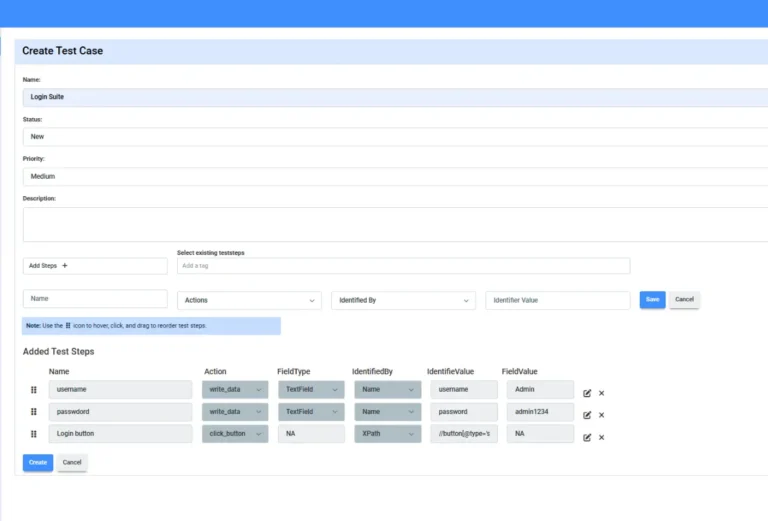 Create Test Case
Name:
Login Suite
Status:
New
Priority:
Medium
Description:
Select existing teststeps
Add Steps + Add a tag
Name Actions Identified By Identifier Value Save Cancel
Note: Use the ⠿ icon to hover, click, and drag to reorder test steps.
Added Test Steps
Name Action FieldType IdentifiedBy IdentifieValue FieldValue
username write_data TextField Name username Admin
passwdord write_data TextField Name password admin1234
Login button click_button NA XPath //button[@type='s NA
Create Cancel